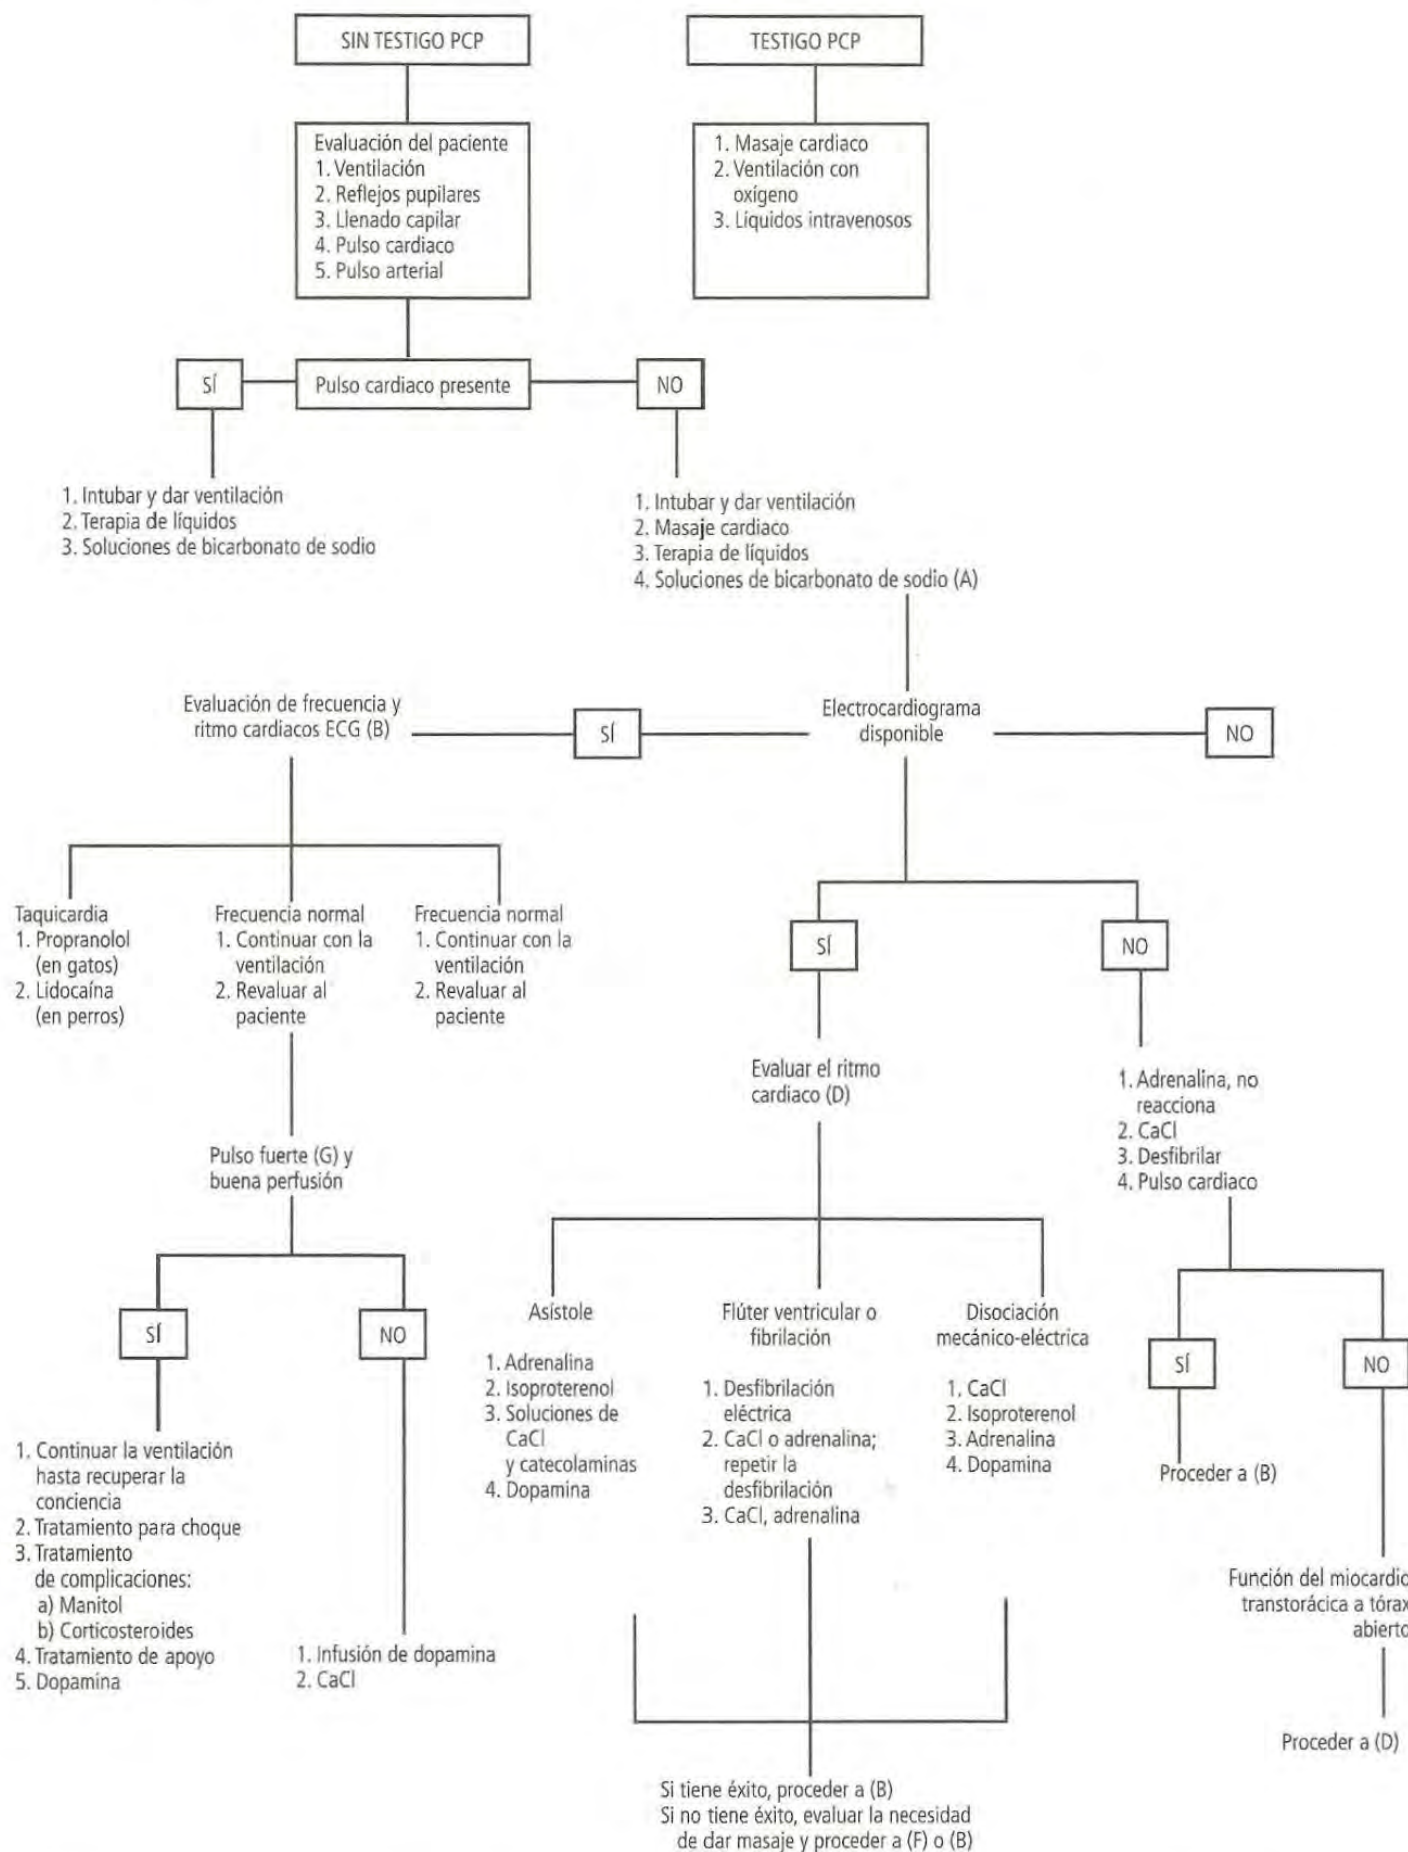 SIN TESTIGO PCP
TESTIGO PCP
Evaluación del paciente
1. Ventilación
2. Reflejos pupilares
3. Llenado capilar
4. Pulso cardiaco
5. Pulso arterial
1. Masaje cardiaco
2. Ventilación con
oxígeno
3. Líquidos intravenosos
SÍ
Pulso cardiaco presente
NO
1. Intubar y dar ventilación
2. Terapia de líquidos
3. Soluciones de bicarbonato de sodio
1. Intubar y dar ventilación
2. Masaje cardiaco
3. Terapia de líquidos
4. Soluciones de bicarbonato de sodio (A)
Evaluación de frecuencia y
ritmo cardiacos ECG (B)
SÍ
Electrocardiograma
disponible
NO
Taquicardia
1. Propranolol
(en gatos)
2. Lidocaína
(en perros)
Frecuencia normal
1. Continuar con la
ventilación
2. Revaluar al
paciente
Frecuencia normal
1. Continuar con la
ventilación
2. Revaluar al
paciente
SÍ
NO
Evaluar el ritmo
cardiaco (D)
1. Adrenalina, no
reacciona
2. CaCl
3. Desfibrilar
4. Pulso cardiaco
Pulso fuerte (G) y
buena perfusión
SÍ
NO
Asístole
1. Adrenalina
2. Isoproterenol
3. Soluciones de
CaCl
y catecolaminas
4. Dopamina
Flúter ventricular o
fibrilación
1. Desfibrilación
eléctrica
2. CaCl o adrenalina;
repetir la
desfibrilación
3. CaCl, adrenalina
Disociación
mecánico-eléctrica
1. CaCl
2. Isoproterenol
3. Adrenalina
4. Dopamina
SÍ
NO
Proceder a (B)
1. Continuar la ventilación
hasta recuperar la
conciencia
2. Tratamiento para choque
3. Tratamiento
de complicaciones:
a) Manitol
b) Corticosteroides
4. Tratamiento de apoyo
5. Dopamina
1. Infusión de dopamina
2. CaCl
Función del miocardio
transtorácica a tórax
abierto
Proceder a (D)
Si tiene éxito, proceder a (B)
Si no tiene éxito, evaluar la necesidad
de dar masaje y proceder a (F) o (B)